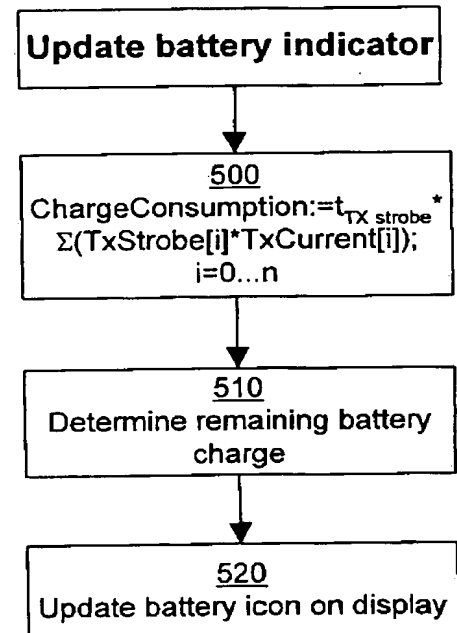 Update battery indicator
500
ChargeConsumption:=t_TX strobe*
Σ(TxStrobe[i]*TxCurrent[i]);
i=0...n
510
Determine remaining battery
charge
520
Update battery icon on display